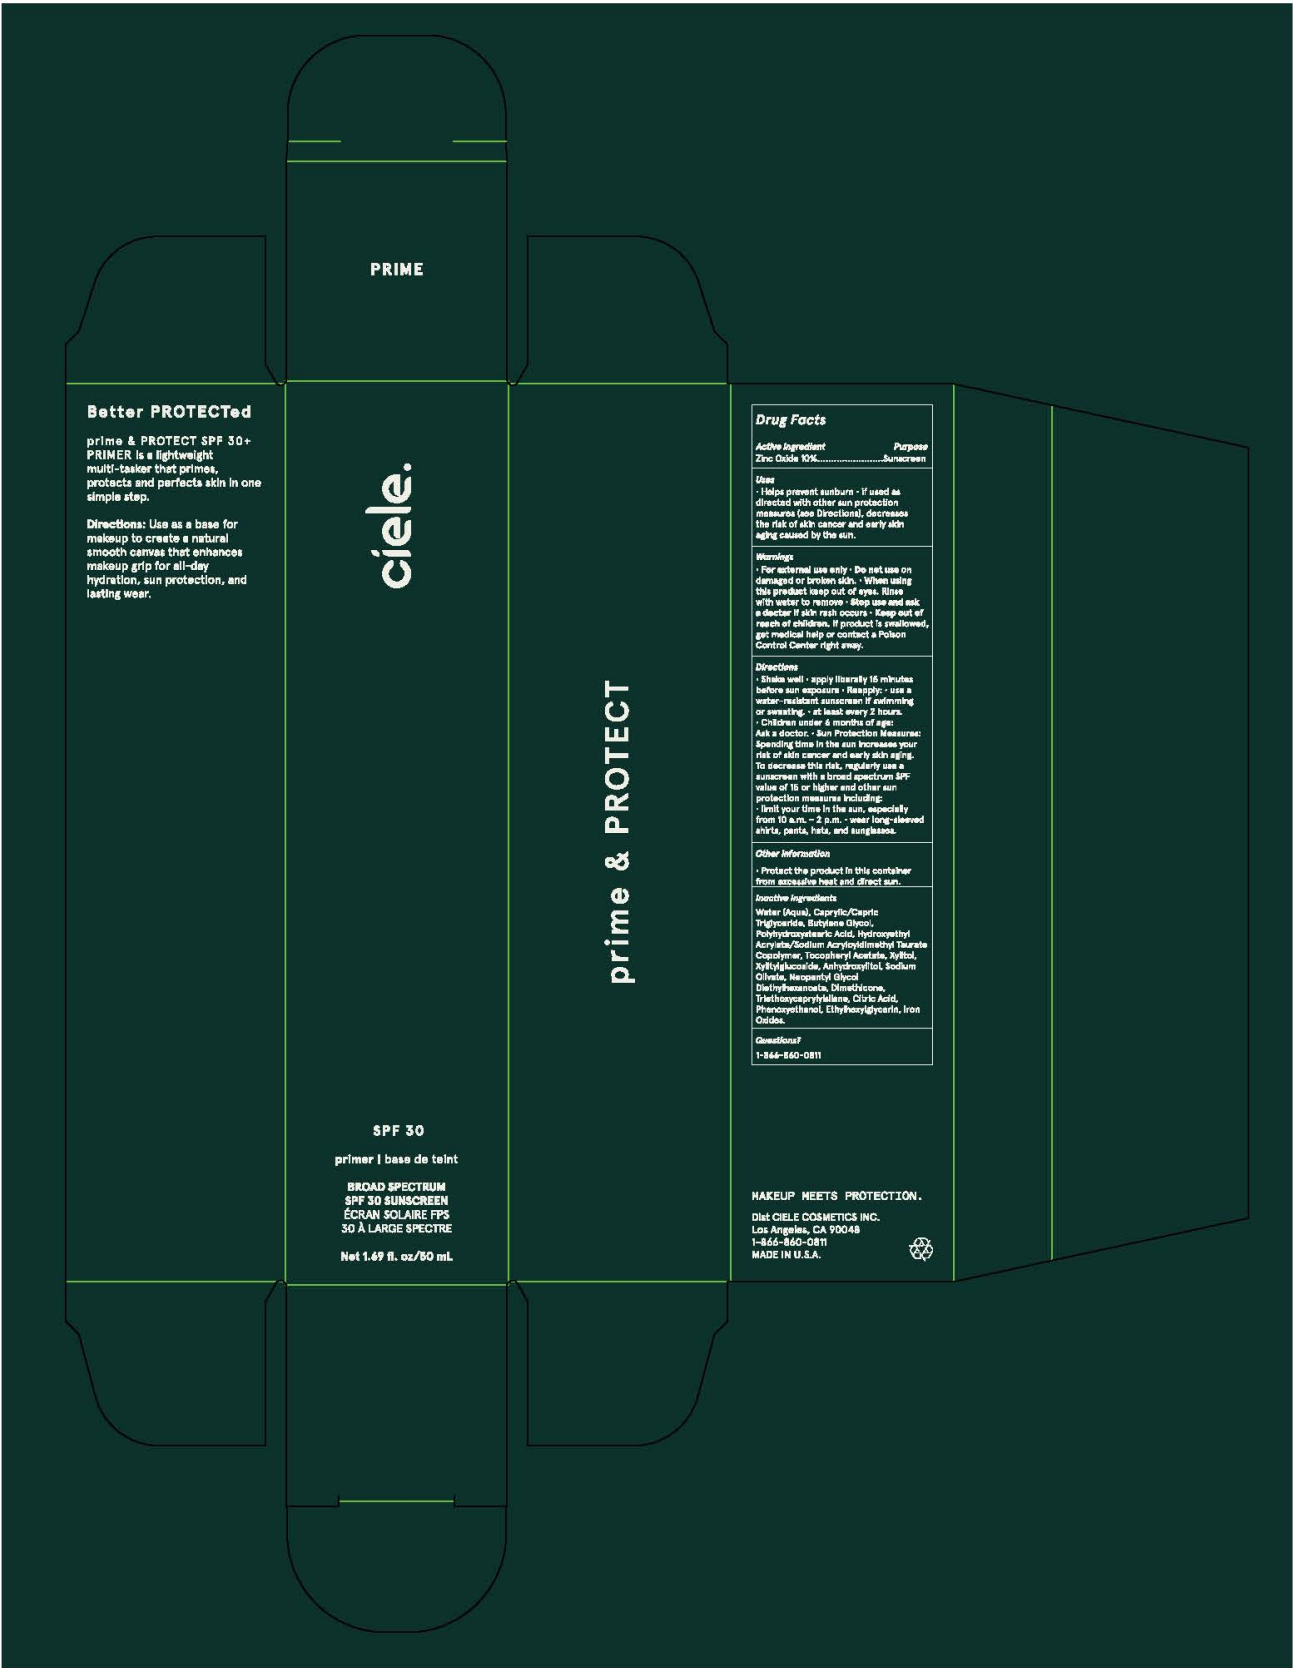 PRIME
Better PROTECTed
prime & PROTECT SPF 30+
PRIMER is a lightweight
multi-tasker that primes,
protects and perfects skin in one
simple step.
Directions: Use as a base for
makeup to create a natural
smooth canvas that enhances
makeup grip for all-day
hydration, sun protection, and
lasting wear.
ciele.
SPF 30
primer | base de teint
BROAD SPECTRUM
SPF 30 SUNSCREEN
ÉCRAN SOLAIRE FPS
30 À LARGE SPECTRE
Net 1.69 fl. oz/50 mL
prime & PROTECT
Drug Facts
Active Ingredient Purpose
Zinc Oxide 10%........................Sunscreen
Uses
· Helps prevent sunburn · if used as
directed with other sun protection
measures (see Directions), decreases
the risk of skin cancer and early skin
aging caused by the sun.
Warnings
· For external use only · Do not use on
damaged or broken skin. · When using
this product keep out of eyes. Rinse
with water to remove · Stop use and ask
a doctor if skin rash occurs · Keep out of
reach of children. If product is swallowed,
get medical help or contact a Poison
Control Center right away.
Directions
· Shake well · apply liberally 15 minutes
before sun exposure · Reapply: · use a
water-resistant sunscreen if swimming
or sweating. · at least every 2 hours.
· Children under 6 months of age:
Ask a doctor. · Sun Protection Measures:
Spending time in the sun increases your
risk of skin cancer and early skin aging.
To decrease this risk, regularly use a
sunscreen with a broad spectrum SPF
value of 15 or higher and other sun
protection measures including:
· limit your time in the sun, especially
from 10 a.m. – 2 p.m. · wear long-sleeved
shirts, pants, hats, and sunglasses.
Other information
· Protect the product in this container
from excessive heat and direct sun.
Inactive ingredients
Water (Aqua), Caprylic/Capric
Triglyceride, Butylene Glycol,
Polyhydroxystearic Acid, Hydroxyethyl
Acrylate/Sodium Acryloyldimethyl Taurate
Copolymer, Tocopheryl Acetate, Xylitol,
Xylitylglucoside, Anhydroxylitol, Sodium
Olivate, Neopentyl Glycol
Diethylhexanoate, Dimethicone,
Triethoxycaprylylsilane, Citric Acid,
Phenoxyethanol, Ethylhexylglycerin, Iron
Oxides.
Questions?
1-866-860-0811
MAKEUP MEETS PROTECTION.
Dist CIELE COSMETICS INC.
Los Angeles, CA 90048
1-866-860-0811
MADE IN U.S.A.